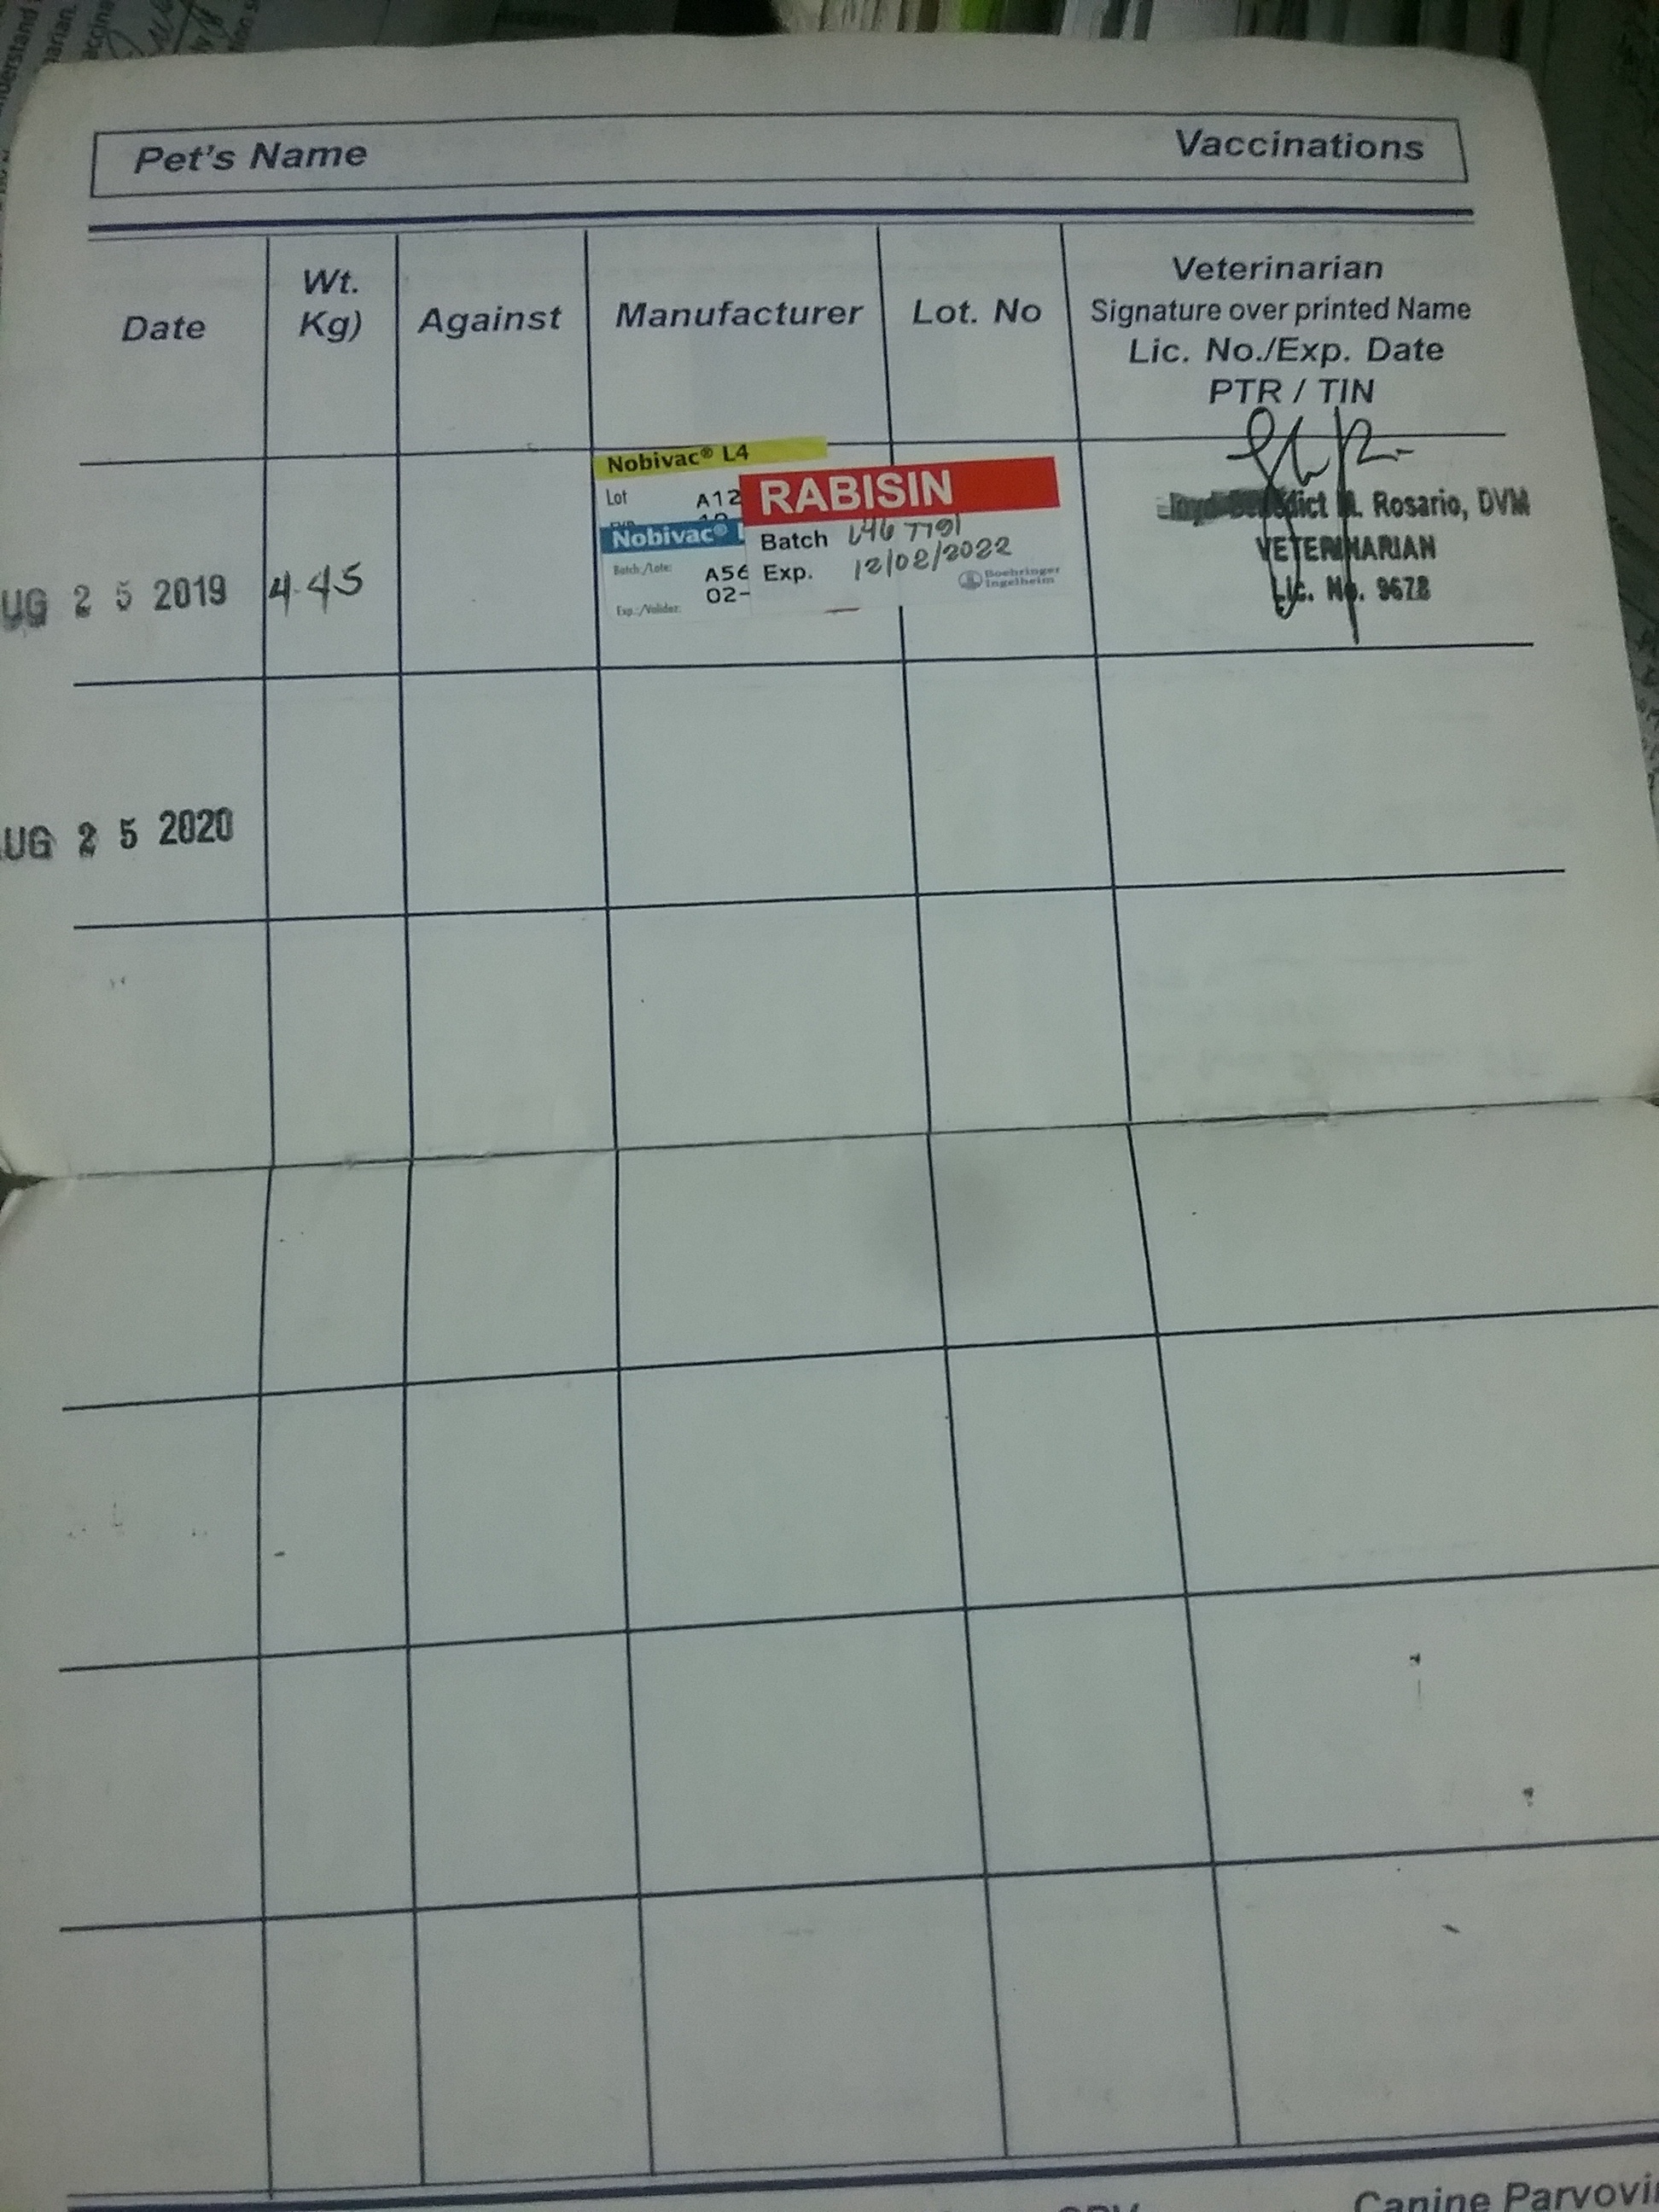 Pet's Name
Vaccinations
Date
Wt.
Kg)
Against
Manufacturer
Lot. No
Veterinarian
Signature over printed Name
Lic. No./Exp. Date
PTR / TIN
UG 2 5 2019
4.45
Nobivac® L4
Lot A12
Nobivac®
Batch:/Lote: A56
02-
Exp.:/Validez:
RABISIN
Batch
Exp. 12/02/2022
Boehringer
Ingelheim
Rosario, DVM
VETERINARIAN
Lic. No. 9678
UG 2 5 2020
Canine Parvovi